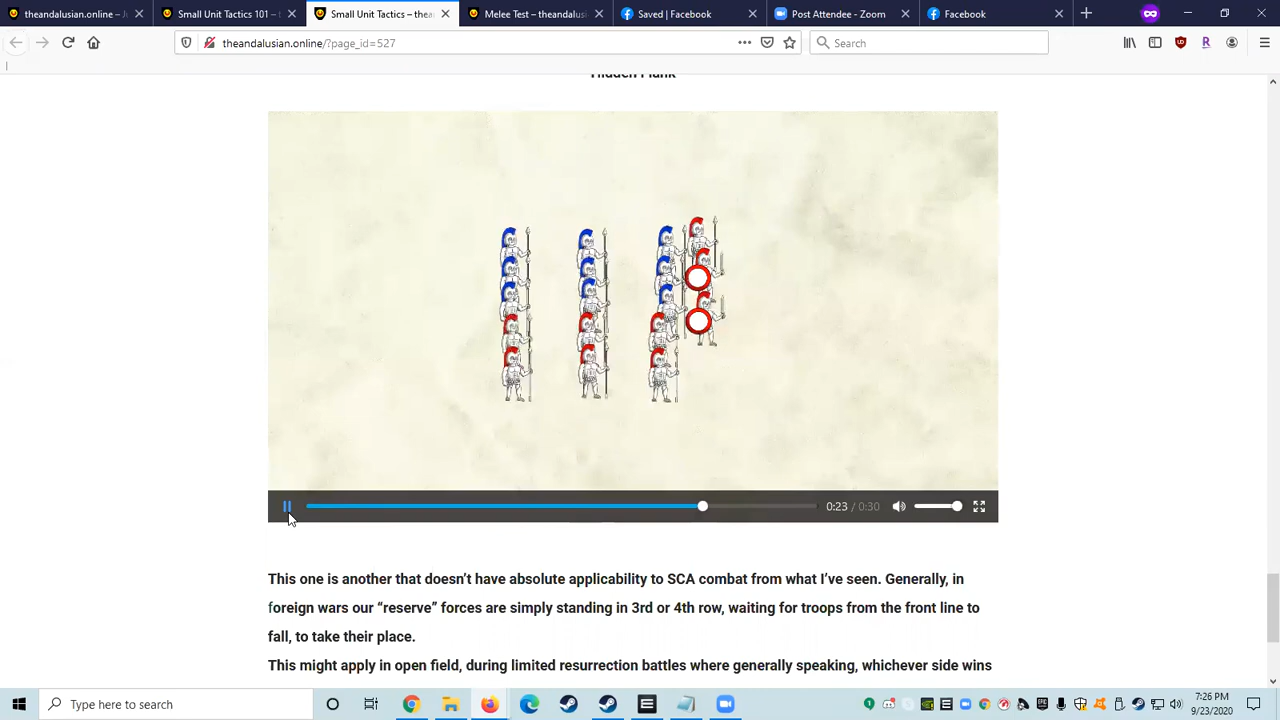 theandalusian.online – Ju
Small Unit Tactics 101 – t
Small Unit Tactics – thea
Melee Test – theandalusi
Saved | Facebook
Post Attendee - Zoom
Facebook
theandalusian.online/?page_id=527
Search
Hidden Flank
0:23 / 0:30
This one is another that doesn't have absolute applicability to SCA combat from what I've seen. Generally, in
foreign wars our “reserve” forces are simply standing in 3rd or 4th row, waiting for troops from the front line to
fall, to take their place.
This might apply in open field, during limited resurrection battles where generally speaking, whichever side wins
Type here to search
7:26 PM
9/23/2020